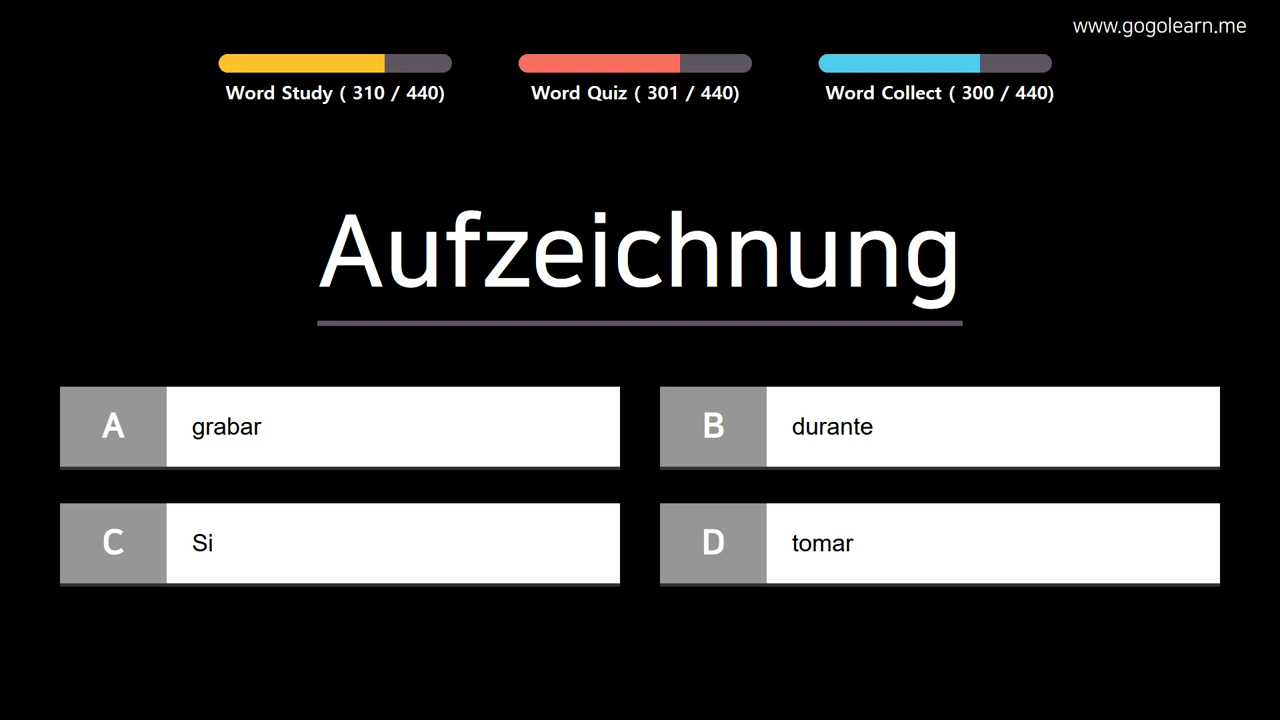 www.gogolearn.me
Word Study ( 310 / 440)
Word Quiz ( 301 / 440)
Word Collect ( 300 / 440)
Aufzeichnung
A grabar
B durante
C Si
D tomar